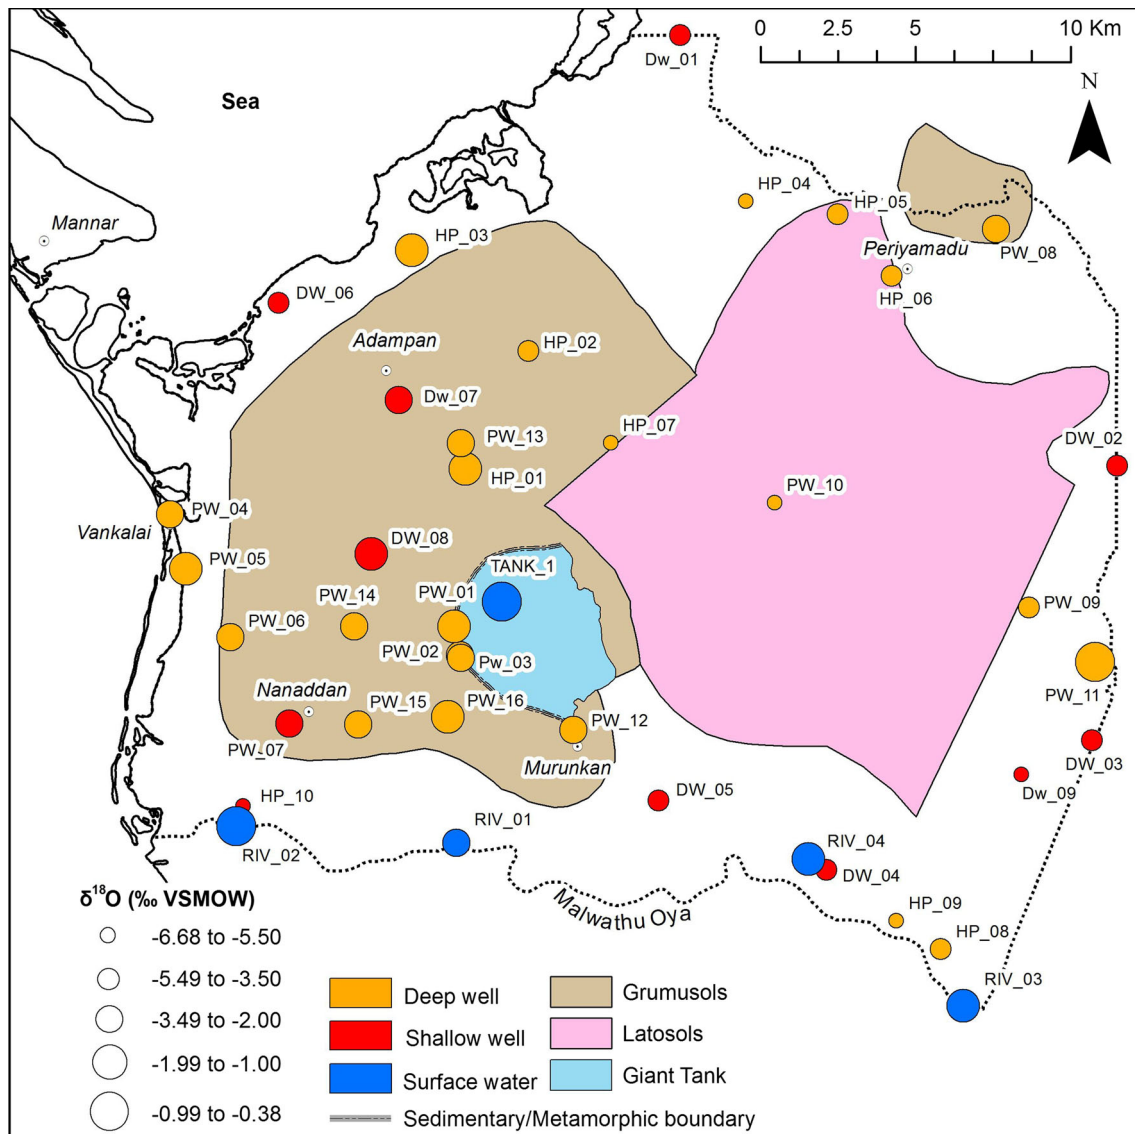 Dw_01
0 2.5 5 10 Km
Sea
N
HP_04
HP_05
Mannar
HP_03
Periyamadu
PW_08
HP_06
DW_06
Adampan
HP_02
Dw_07
PW_13
HP_07
DW_02
HP_01
PW_10
PW_04
Vankalai
DW_08
PW_05
TANK_1
PW_14
PW_01
PW_09
PW_06
PW_02
Pw_03
Nanaddan
PW_15
PW_16
PW_11
PW_12
PW_07
Murunkan
DW_03
Dw_09
HP_10
DW_05
RIV_01
RIV_04
RIV_02
DW_04
Malwathu Oya
HP_09
HP_08
RIV_03
δ¹⁸O (‰ VSMOW)
-6.68 to -5.50
-5.49 to -3.50
-3.49 to -2.00
-1.99 to -1.00
-0.99 to -0.38
Deep well
Shallow well
Surface water
Sedimentary/Metamorphic boundary
Grumusols
Latosols
Giant Tank